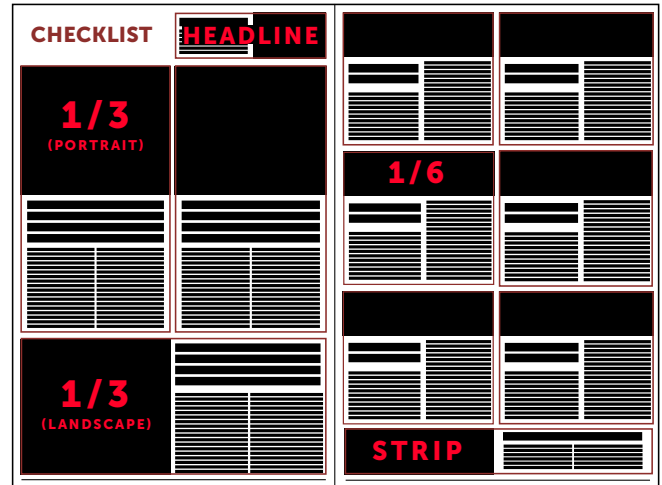 CHECKLIST
HEADLINE
1/3
(PORTRAIT)
1/3
(LANDSCAPE)
1/6
STRIP